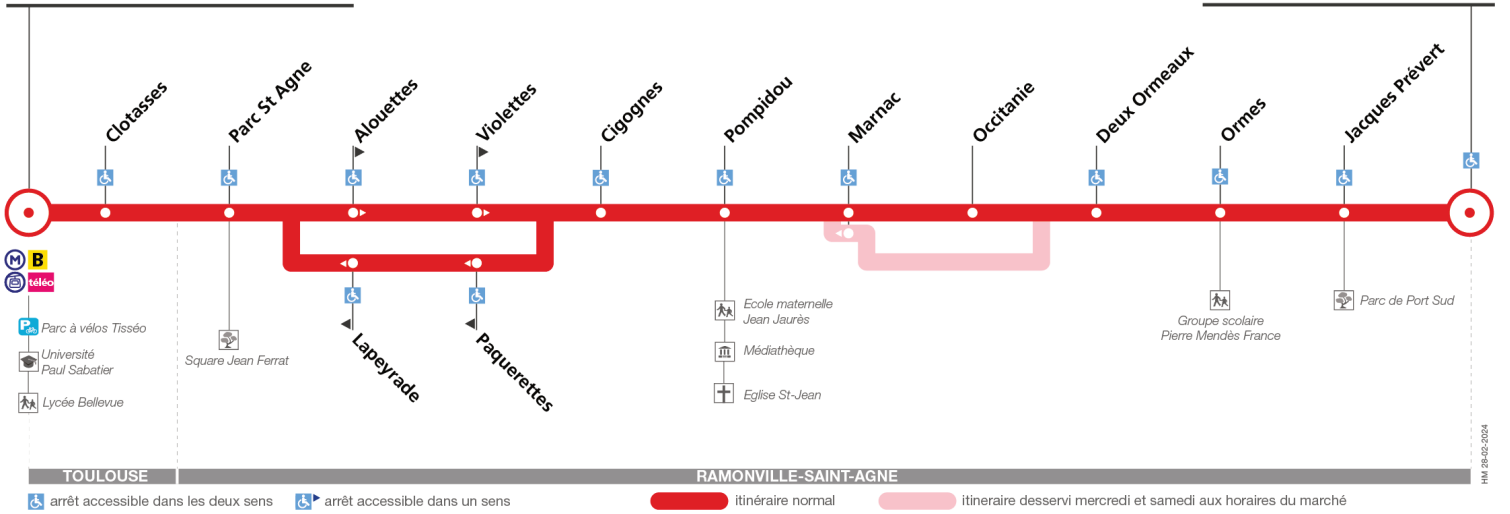 Clotasses
Parc St Agne
Alouettes
Violettes
Cigognes
Pompidou
Marnac
Occitanie
Deux Ormeaux
Ormes
Jacques Prévert
M B
téléo
Parc à vélos Tisséo
Université
Paul Sabatier
Lycée Bellevue
Square Jean Ferrat
Lapeyrade
Paquerettes
Ecole maternelle
Jean Jaurès
Médiathèque
Eglise St-Jean
Groupe scolaire
Pierre Mendès France
Parc de Port Sud
HM 28-02-2024
TOULOUSE
RAMONVILLE-SAINT-AGNE
arrêt accessible dans les deux sens
arrêt accessible dans un sens
itinéraire normal
itineraire desservi mercredi et samedi aux horaires du marché